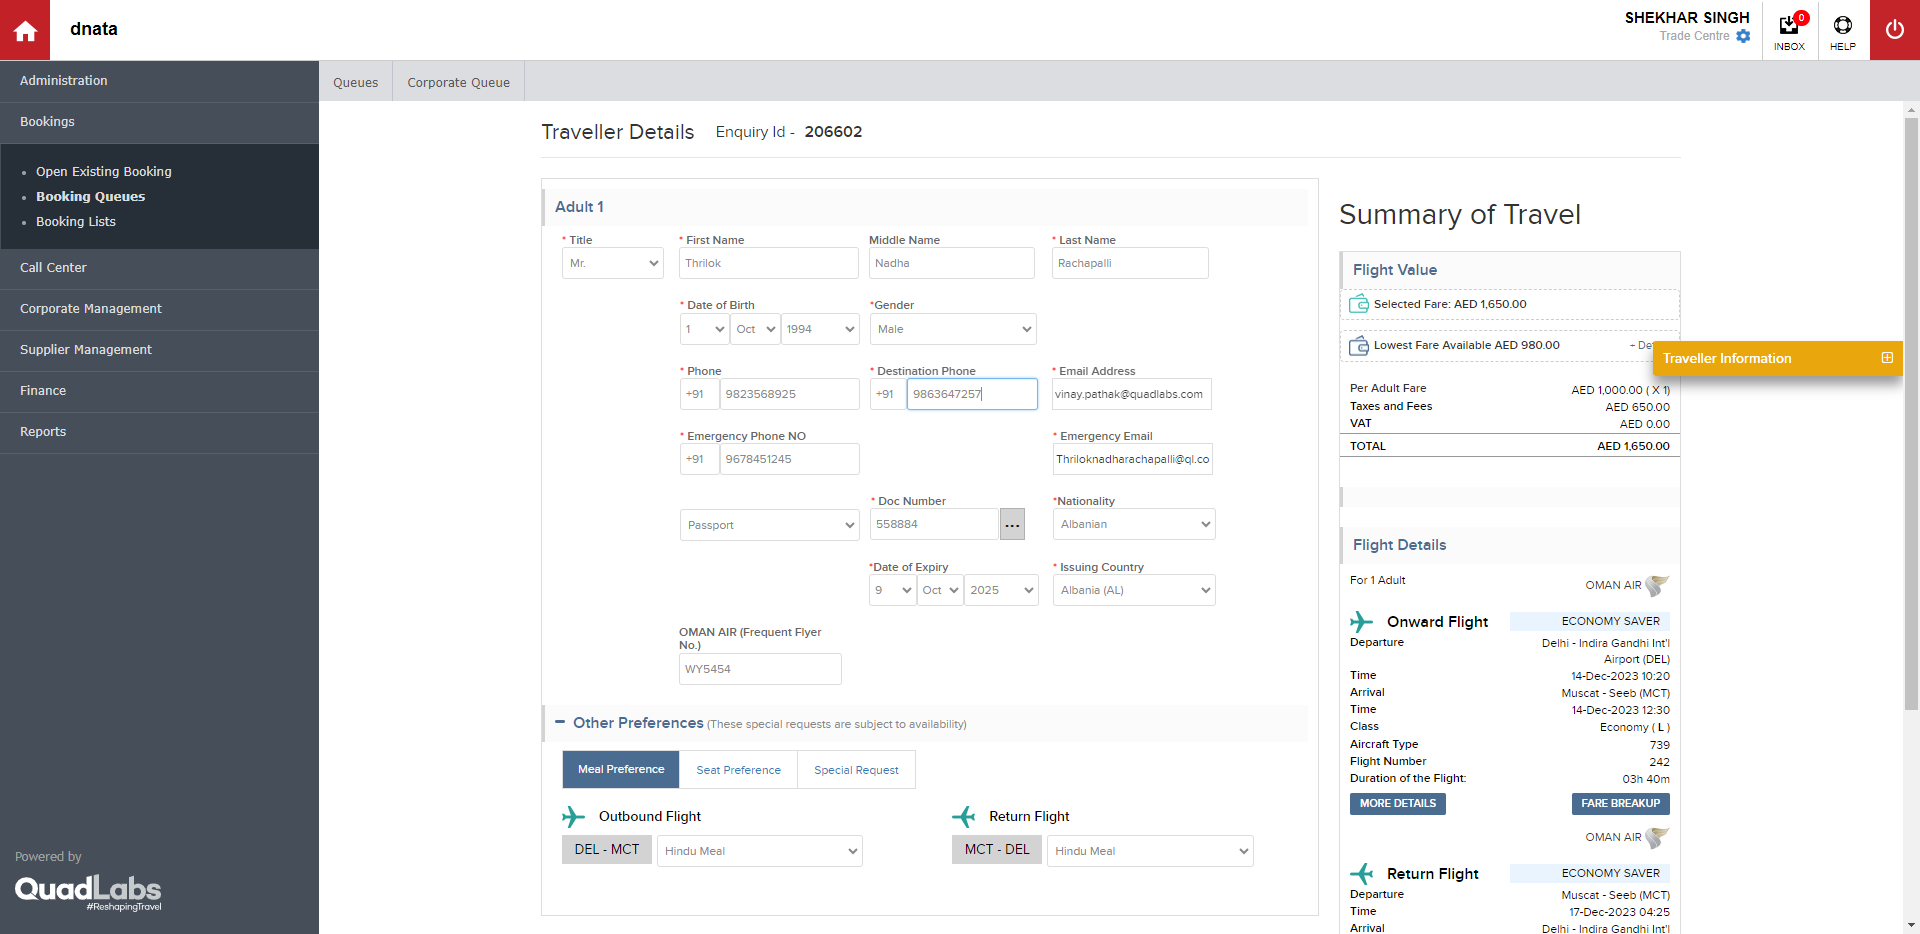 dnata
SHEKHAR SINGH
Trade Centre
0
INBOX
HELP
Administration
Bookings
Open Existing Booking
Booking Queues
Booking Lists
Call Center
Corporate Management
Supplier Management
Finance
Reports
Powered by
QuadLabs
#ReshapingTravel
Queues
Corporate Queue
Traveller Details Enquiry Id - 206602
Adult 1
* Title * First Name Middle Name * Last Name
Mr. Thrilok Nadha Rachapalli
* Date of Birth *Gender
1 Oct 1994 Male
* Phone * Destination Phone * Email Address
+91 9823568925 +91 9863647257 vinay.pathak@quadlabs.com
* Emergency Phone NO * Emergency Email
+91 9678451245 Thriloknadharachapalli@ql.co
* Doc Number *Nationality
Passport 558884 ... Albanian
*Date of Expiry * Issuing Country
9 Oct 2025 Albania (AL)
OMAN AIR (Frequent Flyer
No.)
WY5454
Other Preferences (These special requests are subject to availability)
Meal Preference Seat Preference Special Request
Outbound Flight Return Flight
DEL - MCT Hindu Meal MCT - DEL Hindu Meal
Summary of Travel
Flight Value
Selected Fare: AED 1,650.00
Lowest Fare Available AED 980.00
Traveller Information
Per Adult Fare AED 1,000.00 ( X 1)
Taxes and Fees AED 650.00
VAT AED 0.00
TOTAL AED 1,650.00
Flight Details
For 1 Adult OMAN AIR
Onward Flight ECONOMY SAVER
Departure Delhi - Indira Gandhi Int'l
Airport (DEL)
Time 14-Dec-2023 10:20
Arrival Muscat - Seeb (MCT)
Time 14-Dec-2023 12:30
Class Economy ( L )
Aircraft Type 739
Flight Number 242
Duration of the Flight: 03h 40m
MORE DETAILS FARE BREAKUP
OMAN AIR
Return Flight ECONOMY SAVER
Departure Muscat - Seeb (MCT)
Time 17-Dec-2023 04:25
Arrival Delhi - Indira Gandhi Int'l